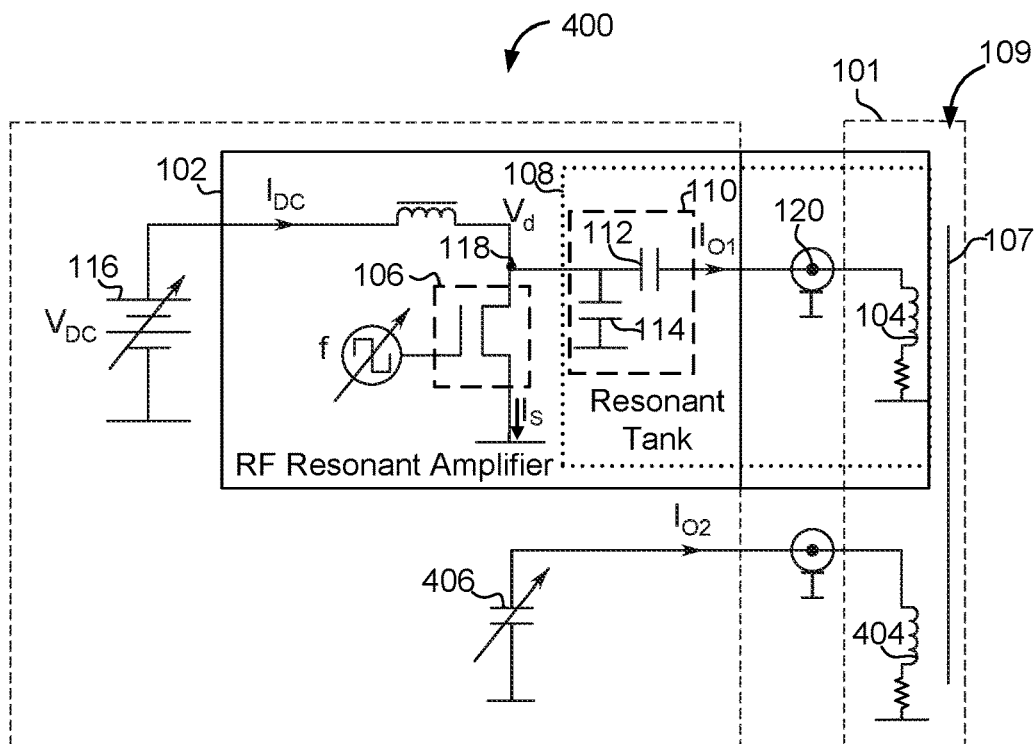 400
109
101
102
I_DC
108
110
V_d
112
I_O1
120
107
118
116
106
V_DC
f
114
104
I_S
Resonant
Tank
RF Resonant Amplifier
I_O2
406
404